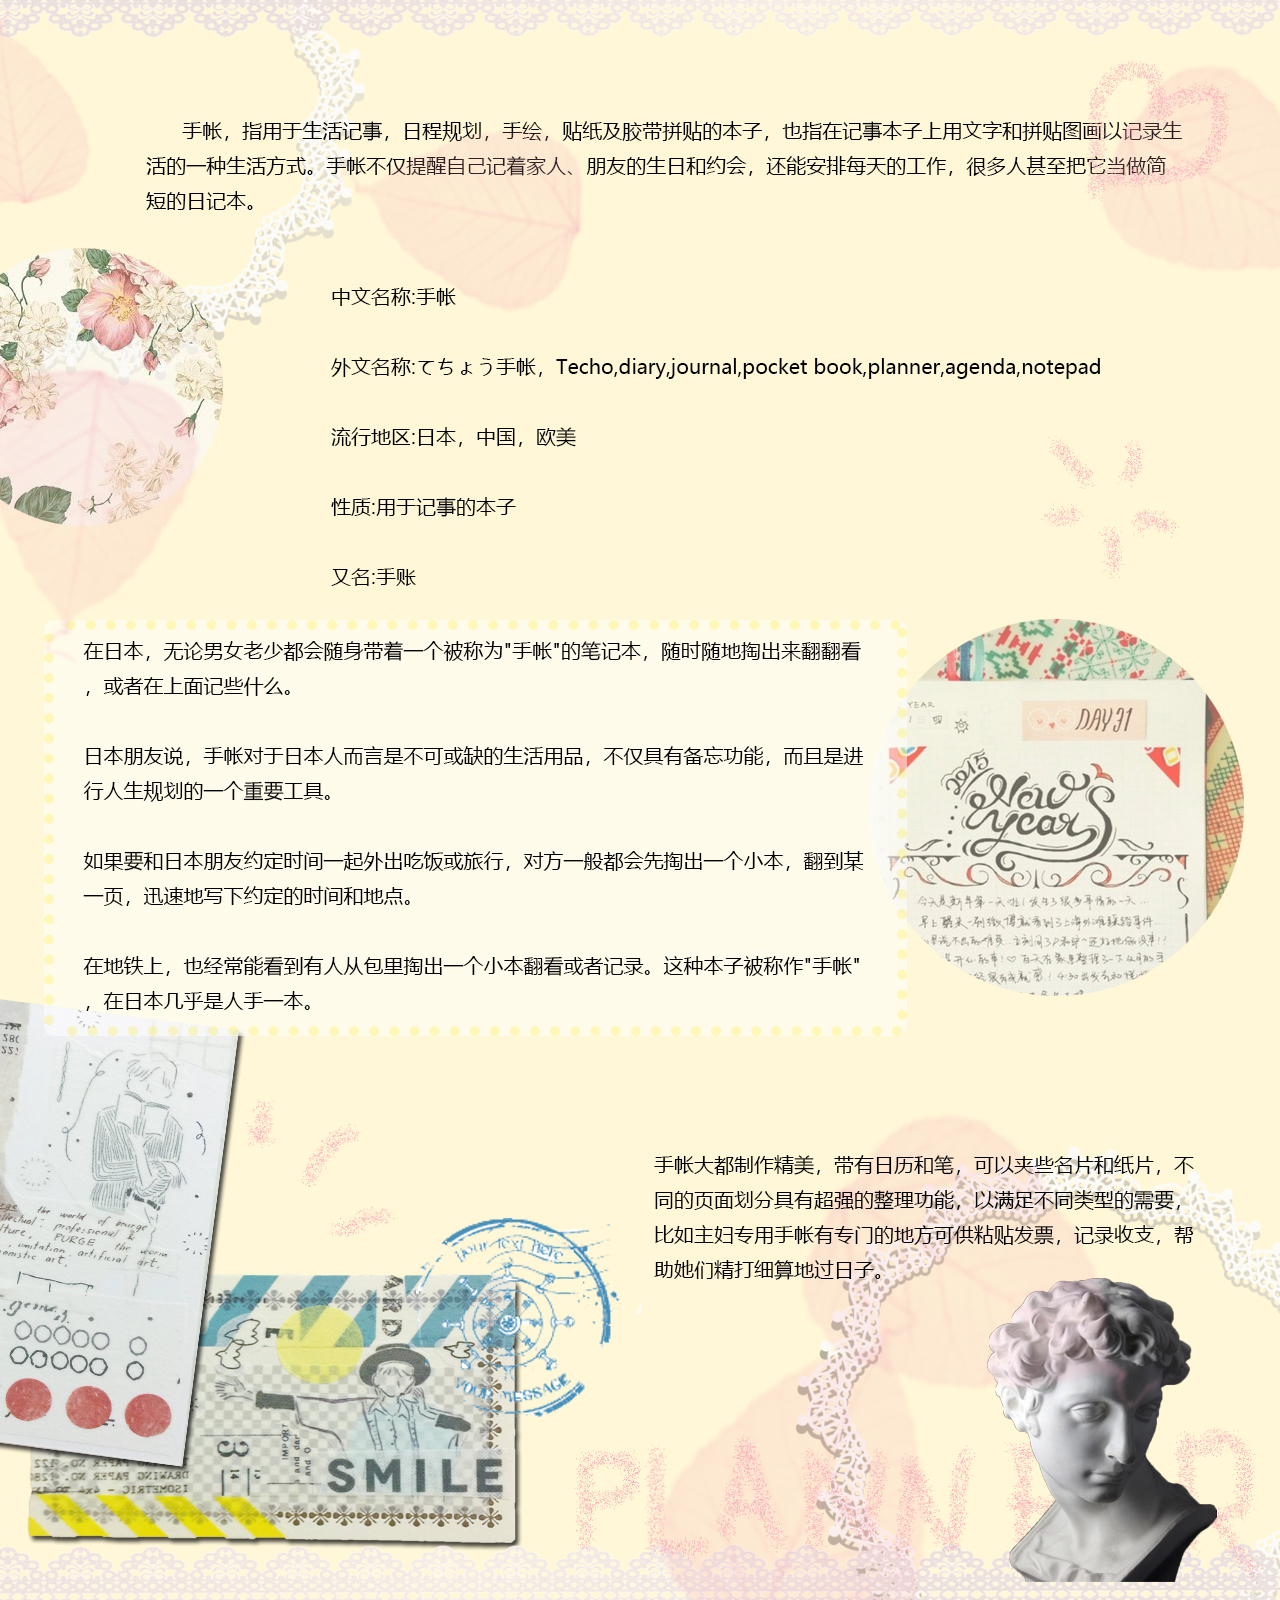 手帐，指用于生活记事，日程规划，手绘，贴纸及胶带拼贴的本子，也指在记事本子上用文字和拼贴图画以记录生
活的一种生活方式。手帐不仅提醒自己记着家人、朋友的生日和约会，还能安排每天的工作，很多人甚至把它当做简
短的日记本。
中文名称:手帐
外文名称:てちょう手帐，Techo,diary,journal,pocket book,planner,agenda,notepad
流行地区:日本，中国，欧美
性质:用于记事的本子
又名:手账
在日本，无论男女老少都会随身带着一个被称为"手帐"的笔记本，随时随地掏出来翻翻看
，或者在上面记些什么。
日本朋友说，手帐对于日本人而言是不可或缺的生活用品，不仅具有备忘功能，而且是进
行人生规划的一个重要工具。
如果要和日本朋友约定时间一起外出吃饭或旅行，对方一般都会先掏出一个小本，翻到某
一页，迅速地写下约定的时间和地点。
在地铁上，也经常能看到有人从包里掏出一个小本翻看或者记录。这种本子被称作"手帐"
，在日本几乎是人手一本。
YEAR
DAY 31
2015
New
Year
手帐大都制作精美，带有日历和笔，可以夹些名片和纸片，不
同的页面划分具有超强的整理功能，以满足不同类型的需要，
比如主妇专用手帐有专门的地方可供粘贴发票，记录收支，帮
助她们精打细算地过日子。
the world of
professional &
PURGE the
imitation artificial art.
your text here
YOUR MESSAGE
3
IMPORT
SMILE
DRAWING PAPER NO.
ISOMETRIC - 4x4 TO
PLANNER